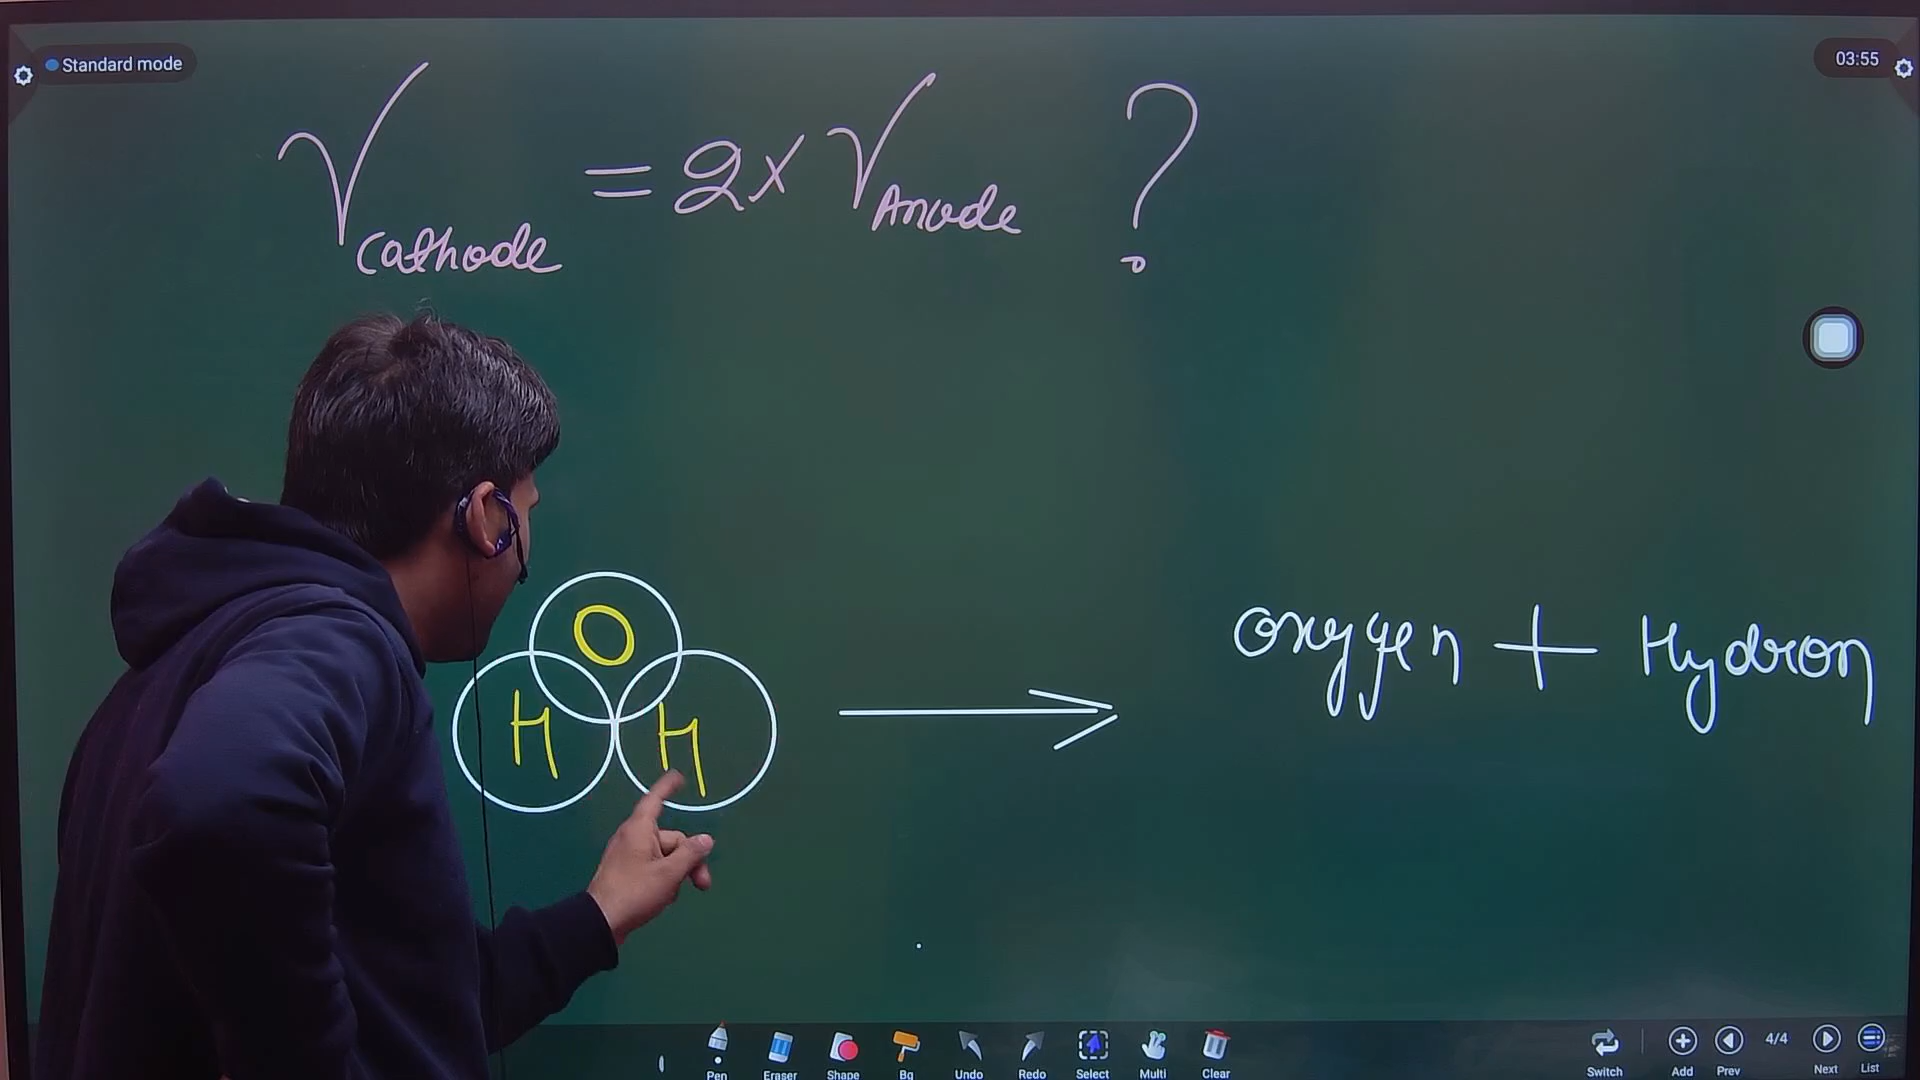 Standard mode
03:55
V cathode = 2 x V Anode ?
O
H H
Oxygen + Hydron
Pen Eraser Shape Bg Undo Redo Select Multi Clear Switch Add Prev 4/4 Next List